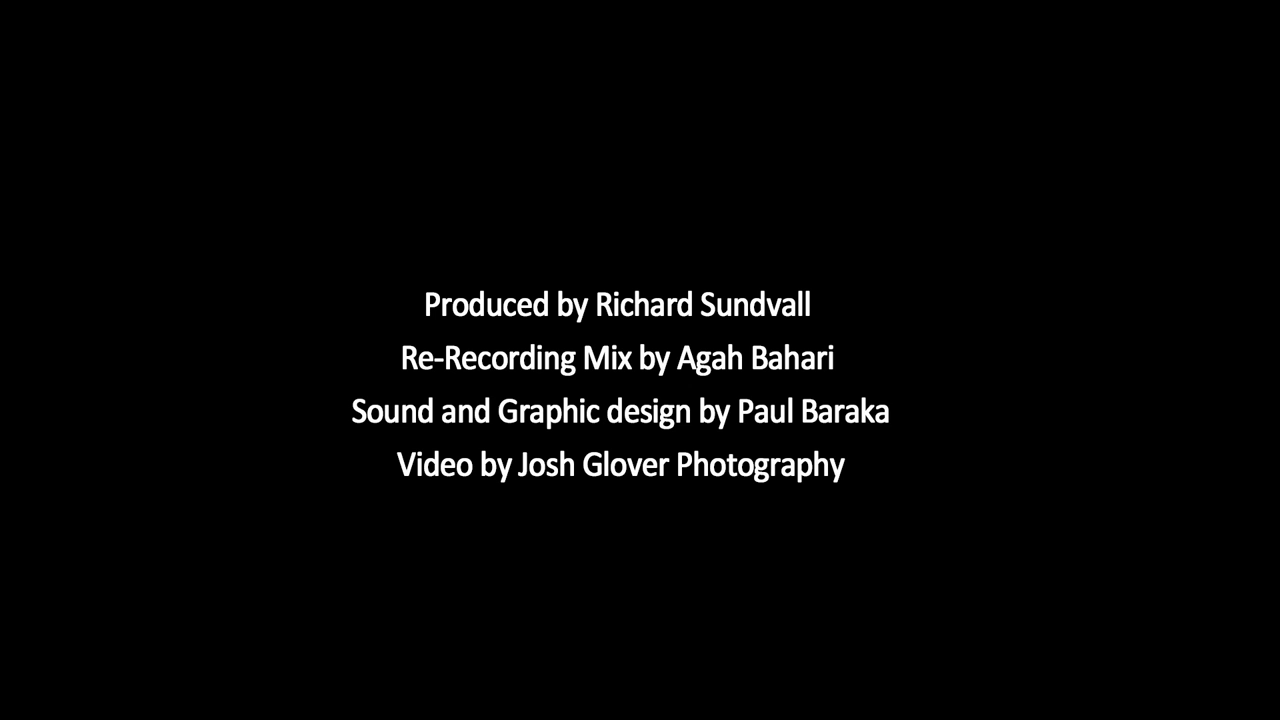 Produced by Richard Sundvall
Re-Recording Mix by Agah Bahari
Sound and Graphic design by Paul Baraka
Video by Josh Glover Photography